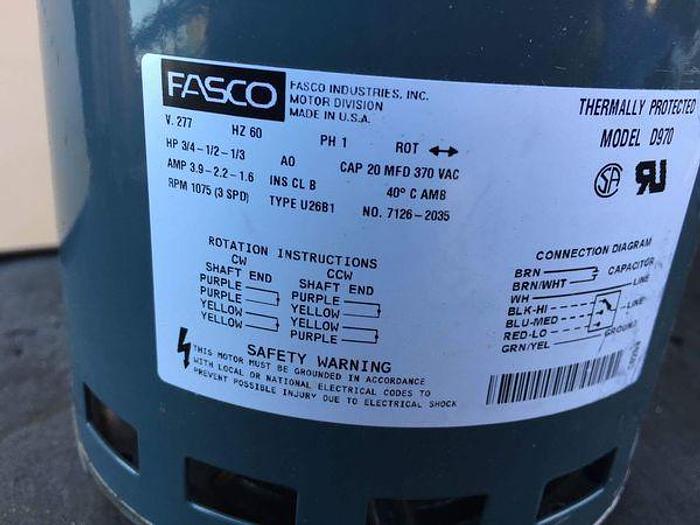 FASCO
FASCO INDUSTRIES, INC.
MOTOR DIVISION
MADE IN U.S.A.
THERMALLY PROTECTED
MODEL D970
V. 277 HZ 60 PH 1 ROT ↔
HP 3/4-1/2-1/3 AO CAP 20 MFD 370 VAC
AMP 3.9-2.2-1.6 INS CL B 40° C AMB
RPM 1075 (3 SPD) TYPE U26B1 NO. 7126-2035
SA UR
ROTATION INSTRUCTIONS
CW CCW
SHAFT END SHAFT END
PURPLE PURPLE
PURPLE YELLOW
YELLOW YELLOW
YELLOW PURPLE
CONNECTION DIAGRAM
BRN CAPACITOR
BRN/WHT
WH LINE
BLK-HI LINE
BLU-MED
RED-LO
GRN/YEL GROUND
SAFETY WARNING
THIS MOTOR MUST BE GROUNDED IN ACCORDANCE
WITH LOCAL OR NATIONAL ELECTRICAL CODES TO
PREVENT POSSIBLE INJURY DUE TO ELECTRICAL SHOCK